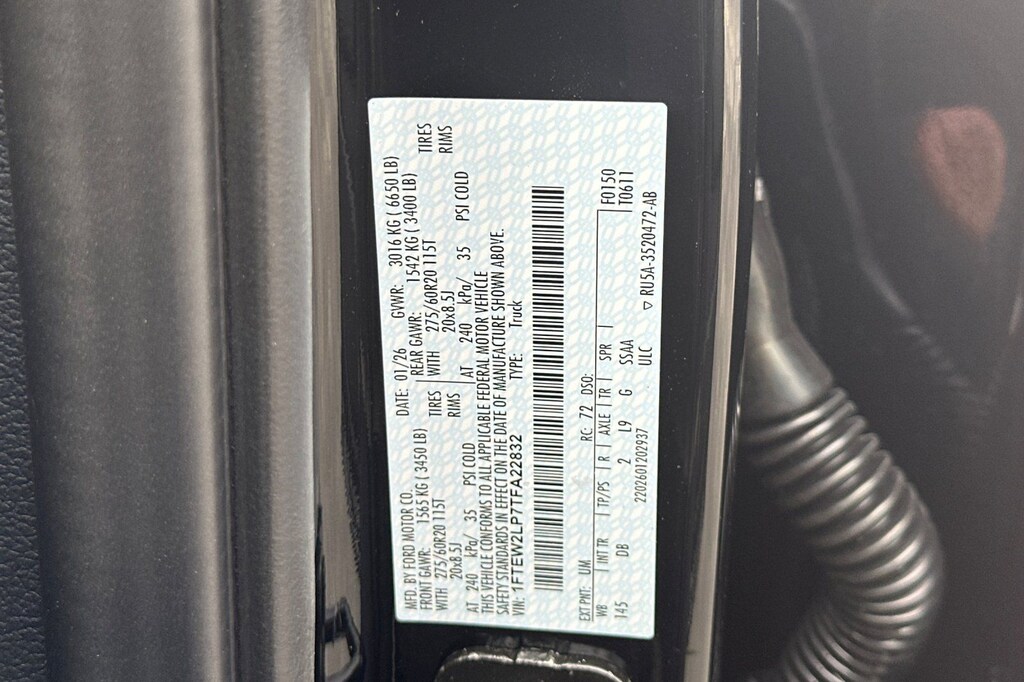 MFD. BY FORD MOTOR CO.
DATE: 01/26 GVWR: 3016 KG ( 6650 LB)
FRONT GAWR: 1565 KG ( 3450 LB) REAR GAWR: 1542 KG ( 3400 LB)
WITH 275/60R20 115T TIRES WITH 275/60R20 115T TIRES
20x8.5J RIMS 20x8.5J RIMS
AT 240 kPa/ 35 PSI COLD AT 240 kPa/ 35 PSI COLD
THIS VEHICLE CONFORMS TO ALL APPLICABLE FEDERAL MOTOR VEHICLE
SAFETY STANDARDS IN EFFECT ON THE DATE OF MANUFACTURE SHOWN ABOVE.
VIN: 1FTEW2LP7TFA22832 TYPE: Truck
EXT PNT: UM RC: 72 DSO:
WB | INT TR | TP/PS | R | AXLE | TR | SPR | F0150
145 DB 2 L9 G SSAA T0611
2202601202937 ULC ▽ RU5A-3520472-AB